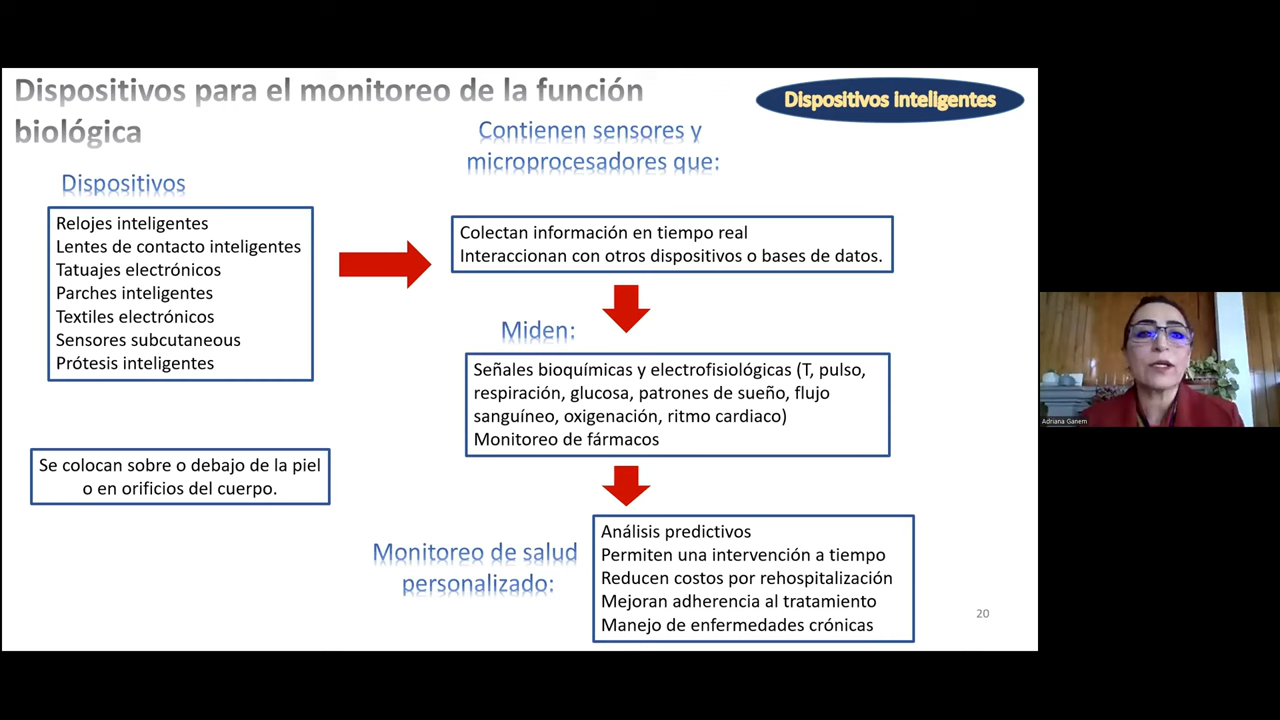 Dispositivos para el monitoreo de la función
biológica
Dispositivos inteligentes
Contienen sensores y
microprocesadores que:
Dispositivos
Relojes inteligentes
Lentes de contacto inteligentes
Tatuajes electrónicos
Parches inteligentes
Textiles electrónicos
Sensores subcutaneous
Prótesis inteligentes
Colectan información en tiempo real
Interaccionan con otros dispositivos o bases de datos.
Miden:
Señales bioquímicas y electrofisiológicas (T, pulso,
respiración, glucosa, patrones de sueño, flujo
sanguíneo, oxigenación, ritmo cardiaco)
Monitoreo de fármacos
Se colocan sobre o debajo de la piel
o en orificios del cuerpo.
Monitoreo de salud
personalizado:
Análisis predictivos
Permiten una intervención a tiempo
Reducen costos por rehospitalización
Mejoran adherencia al tratamiento
Manejo de enfermedades crónicas
20
Adriana Ganem